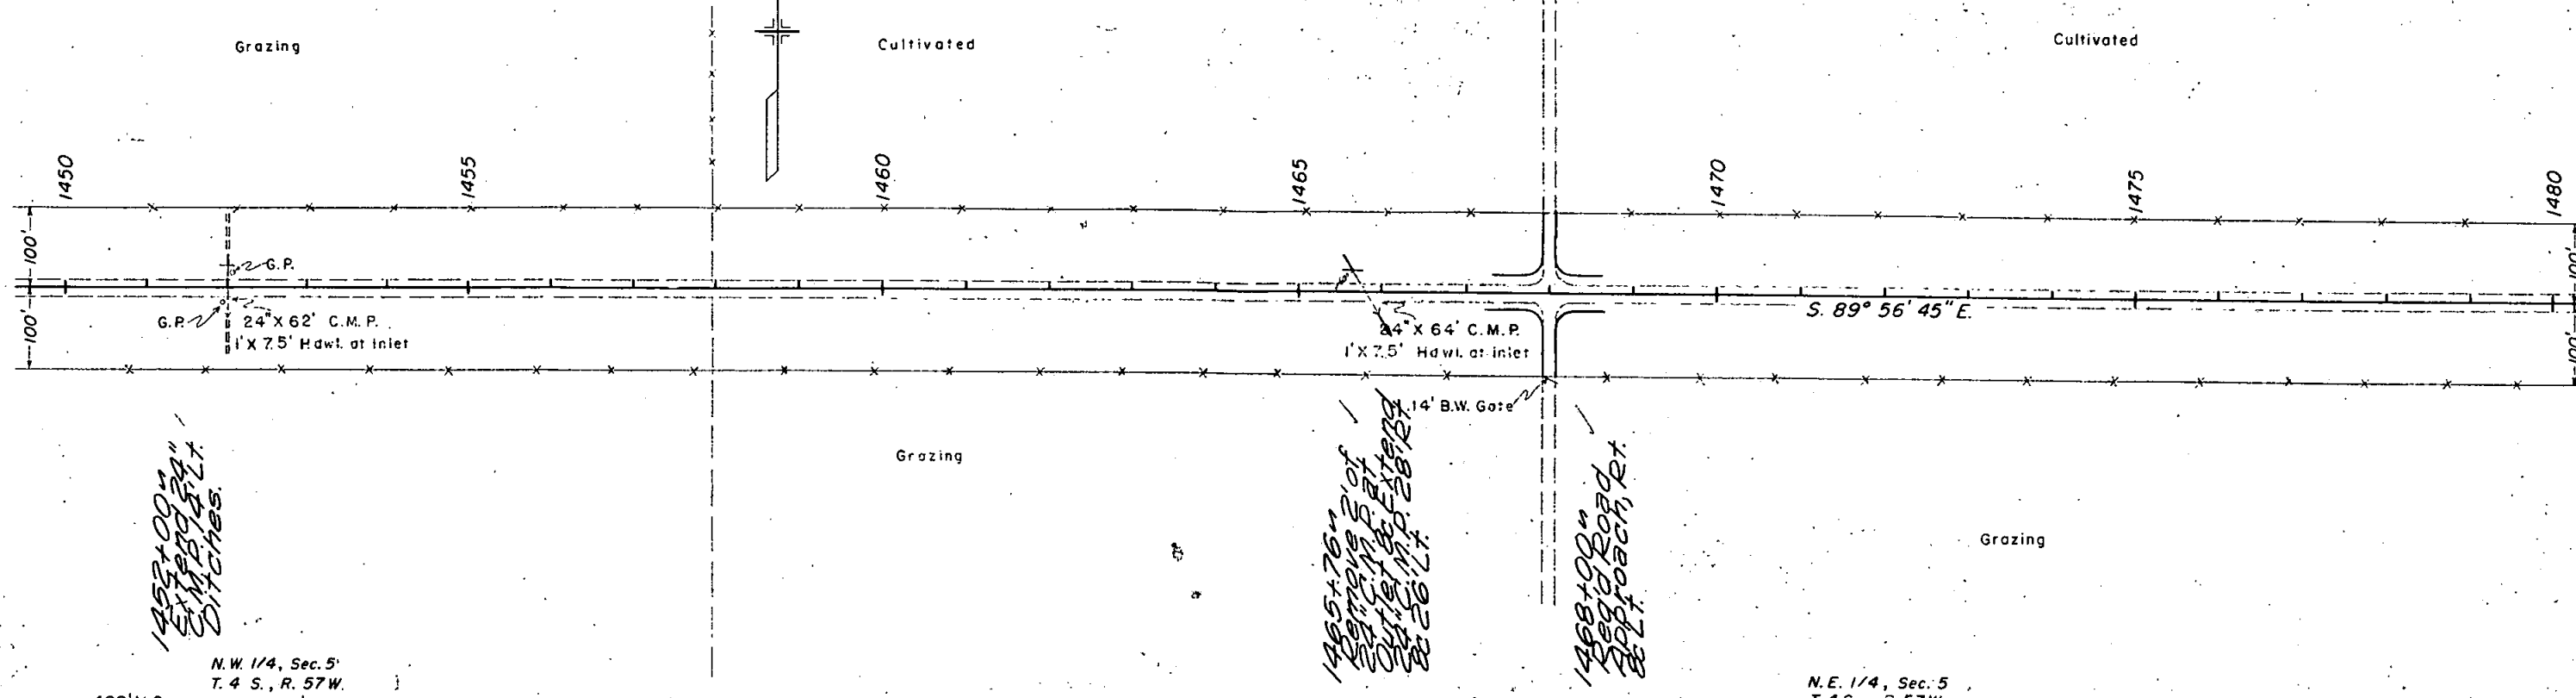 Grazing
Cultivated
Cultivated
1450
1455
1460
1465
1470
1475
1480
100'
100'
100'
100'
G.P.
G.P.
24" X 62' C.M.P.
1' X 7.5' Hdwl. at inlet
24" X 64' C.M.P.
1' X 7.5' Hdwl. at inlet
S. 89° 56' 45" E.
14' B.W. Gate
Grazing
Grazing
1452+00
Extend 24"
C.M.P. 14' Lt.
Ditches.
1465+76
Remove 2' of
24" C.M.P. at
Outlet & Extend
24" C.M.P. 28' Rt.
& 26' Lt.
1468+00
Req'd Road
Approach, Rt.
& Lt.
N.W. 1/4, Sec. 5
T. 4 S., R. 57 W.
N.E. 1/4, Sec. 5